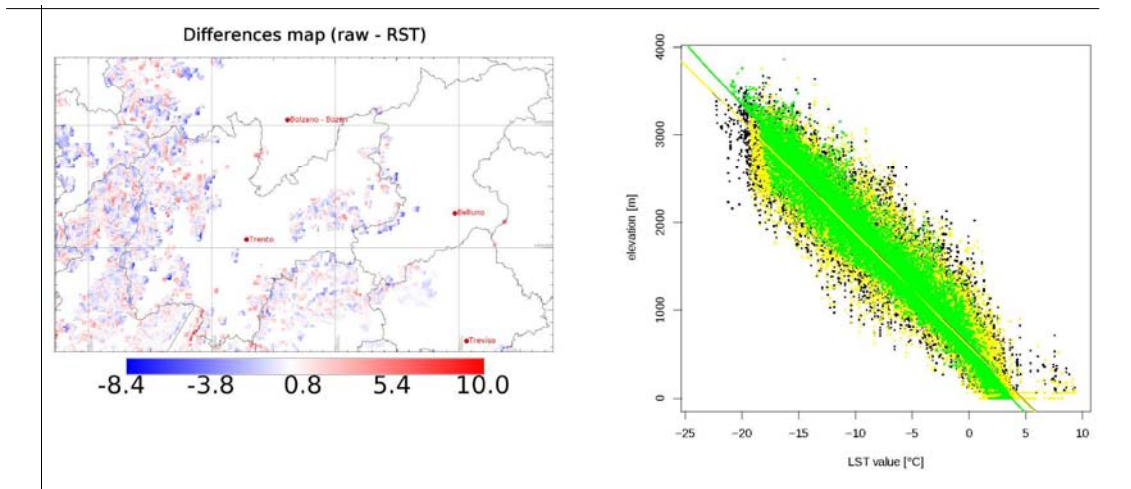 Differences map (raw - RST)
Bolzano - Bozen
Belluno
Trento
Treviso
-8.4 -3.8 0.8 5.4 10.0
4000
3000
2000
1000
0
elevation [m]
−25 −20 −15 −10 −5 0 5 10
LST value [°C]